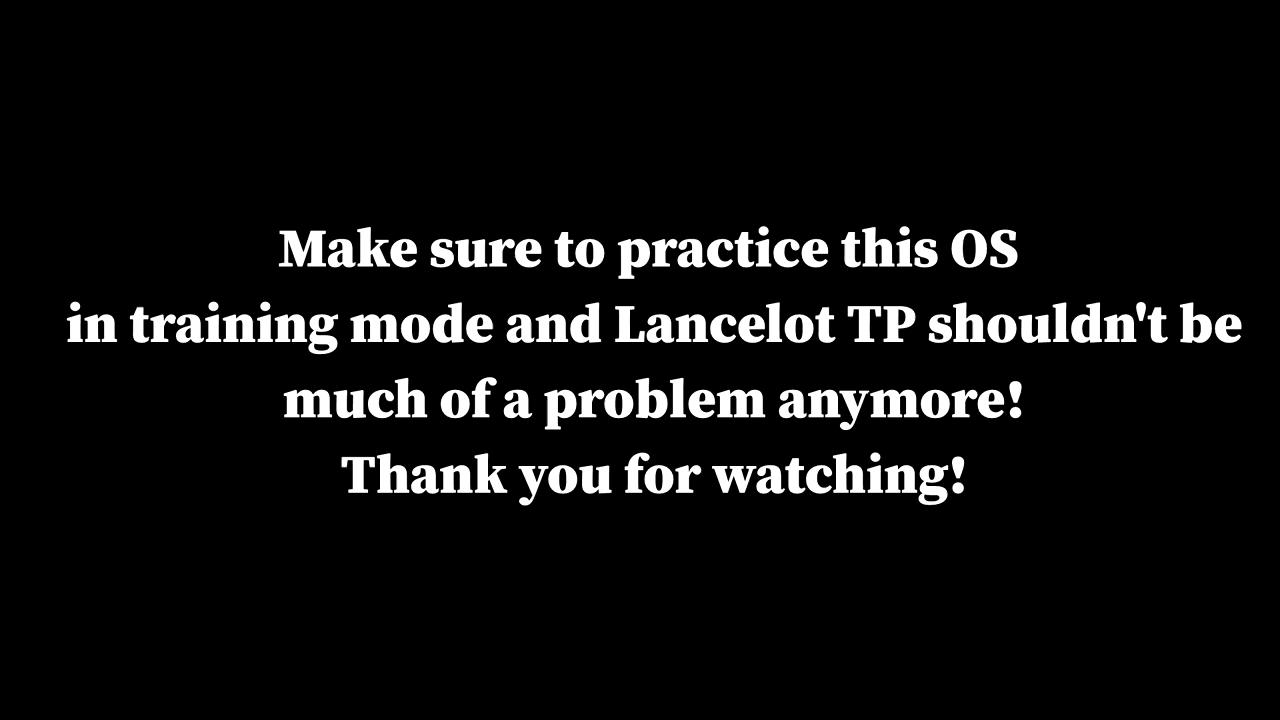 Make sure to practice this OS
in training mode and Lancelot TP shouldn't be
much of a problem anymore!
Thank you for watching!